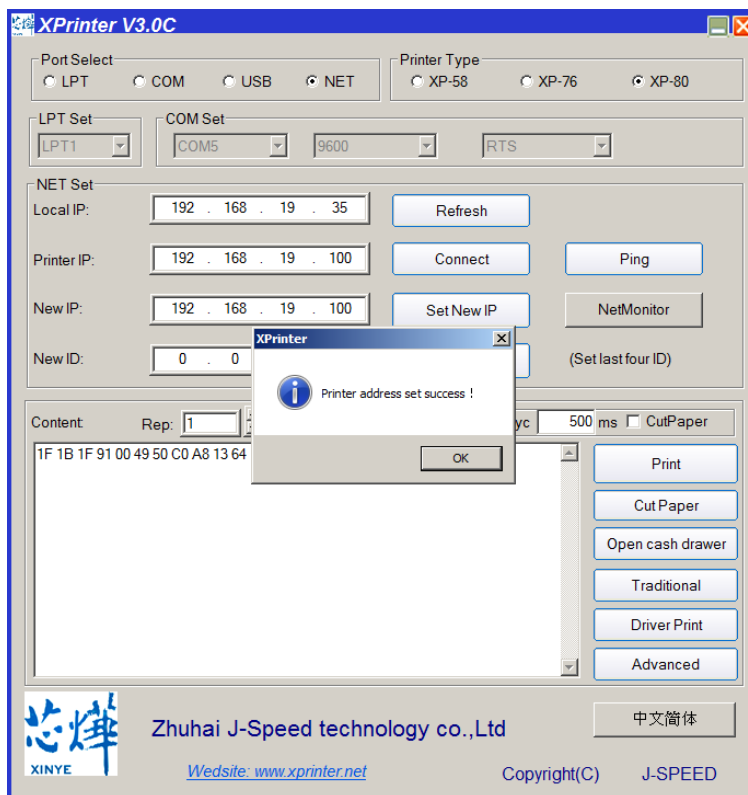 XPrinter V3.0C
Port Select
LPT COM USB NET
Printer Type
XP-58 XP-76 XP-80
LPT Set
LPT1
COM Set
COM5 9600 RTS
NET Set
Local IP: 192 . 168 . 19 . 35 Refresh
Printer IP: 192 . 168 . 19 . 100 Connect Ping
New IP: 192 . 168 . 19 . 100 Set New IP NetMonitor
New ID: 0 . 0 (Set last four ID)
XPrinter
Printer address set success !
OK
Content: Rep: 1 yc 500 ms CutPaper
1F 1B 1F 91 00 49 50 C0 A8 13 64
Print
Cut Paper
Open cash drawer
Traditional
Driver Print
Advanced
芯烨
XINYE
Zhuhai J-Speed technology co.,Ltd
中文简体
Wedsite: www.xprinter.net
Copyright(C) J-SPEED